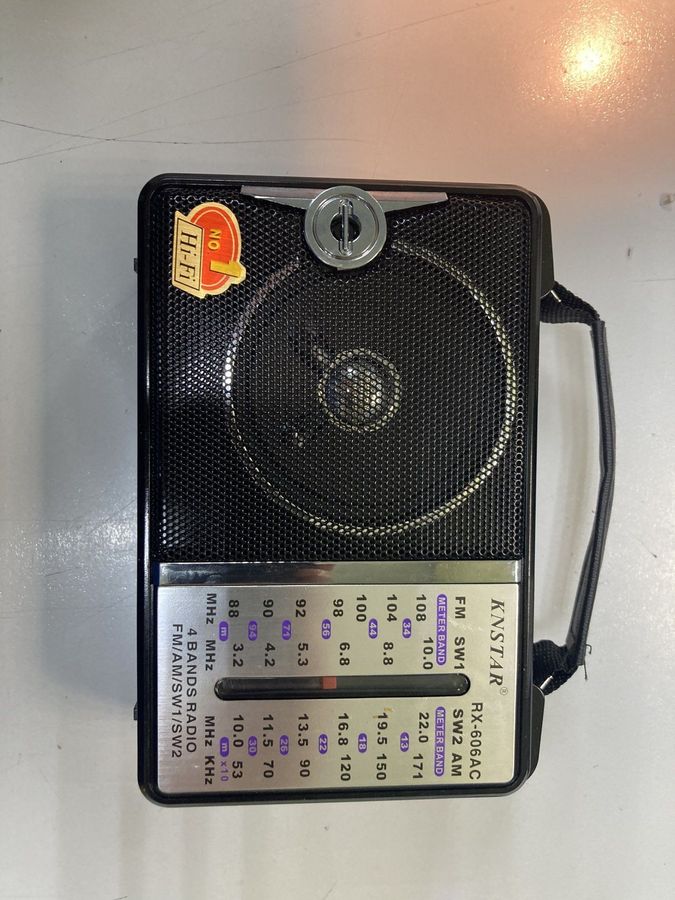 NO 1
Hi-Fi
KNSTAR®
RX-606AC
FM SW1 SW2 AM
METER BAND METER BAND
108 10.0 22.0 171
34 13
104 8.8 19.5 150
44 18
100
98 6.8 16.8 120
56 22
92 5.3 13.5 90
71 26
90 4.2 11.5 70
94 30
88 3.2 10.0 53
m m x10
MHz MHz MHz KHz
4 BANDS RADIO
FM/AM/SW1/SW2